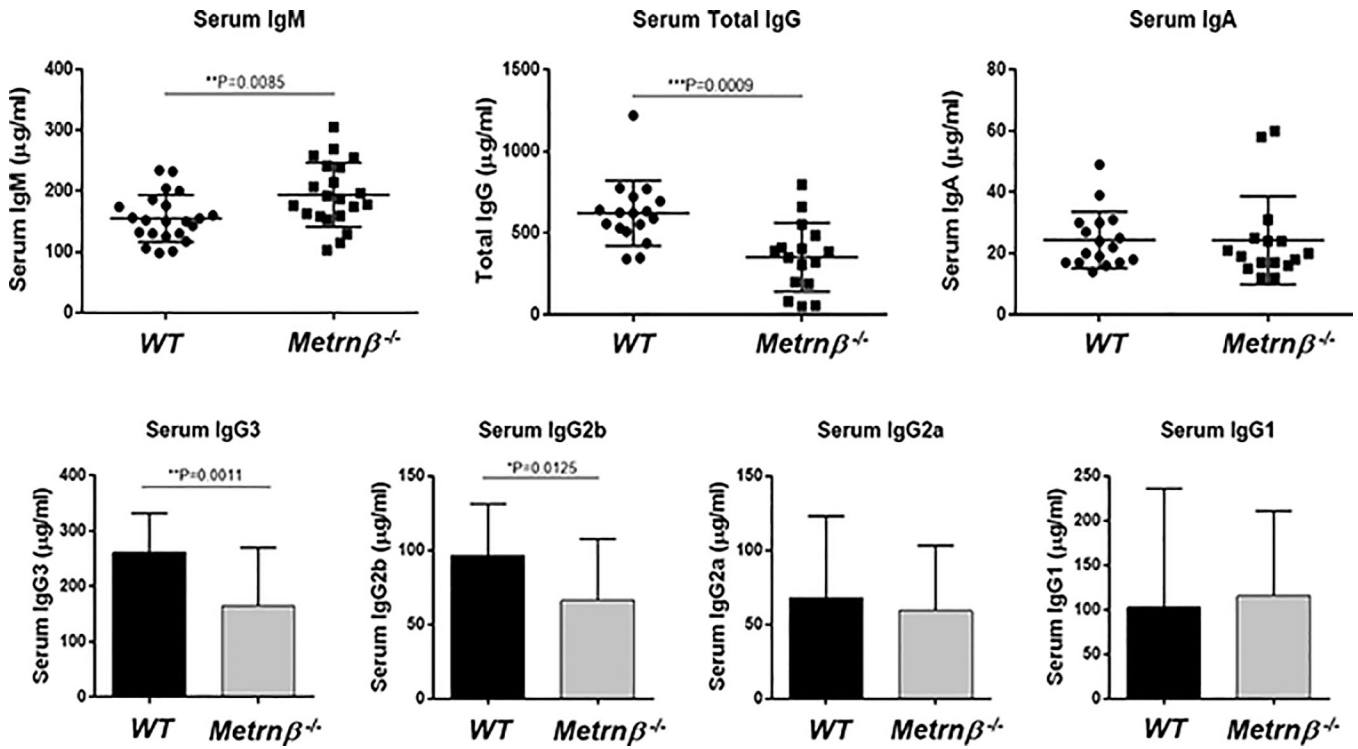 Serum IgM
Serum Total IgG
Serum IgA
Serum IgM (μg/ml)
400
300
200
100
0
**P=0.0085
WT
Metrnβ-/-
Total IgG (μg/ml)
1500
1000
500
0
***P=0.0009
WT
Metrnβ-/-
Serum IgA (μg/ml)
80
60
40
20
0
WT
Metrnβ-/-
Serum IgG3
Serum IgG2b
Serum IgG2a
Serum IgG1
Serum IgG3 (μg/ml)
400
300
200
100
0
**P=0.0011
WT
Metrnβ-/-
Serum IgG2b (μg/ml)
150
100
50
0
*P=0.0125
WT
Metrnβ-/-
Serum IgG2a (μg/ml)
150
100
50
0
WT
Metrnβ-/-
Serum IgG1 (μg/ml)
250
200
150
100
50
0
WT
Metrnβ-/-